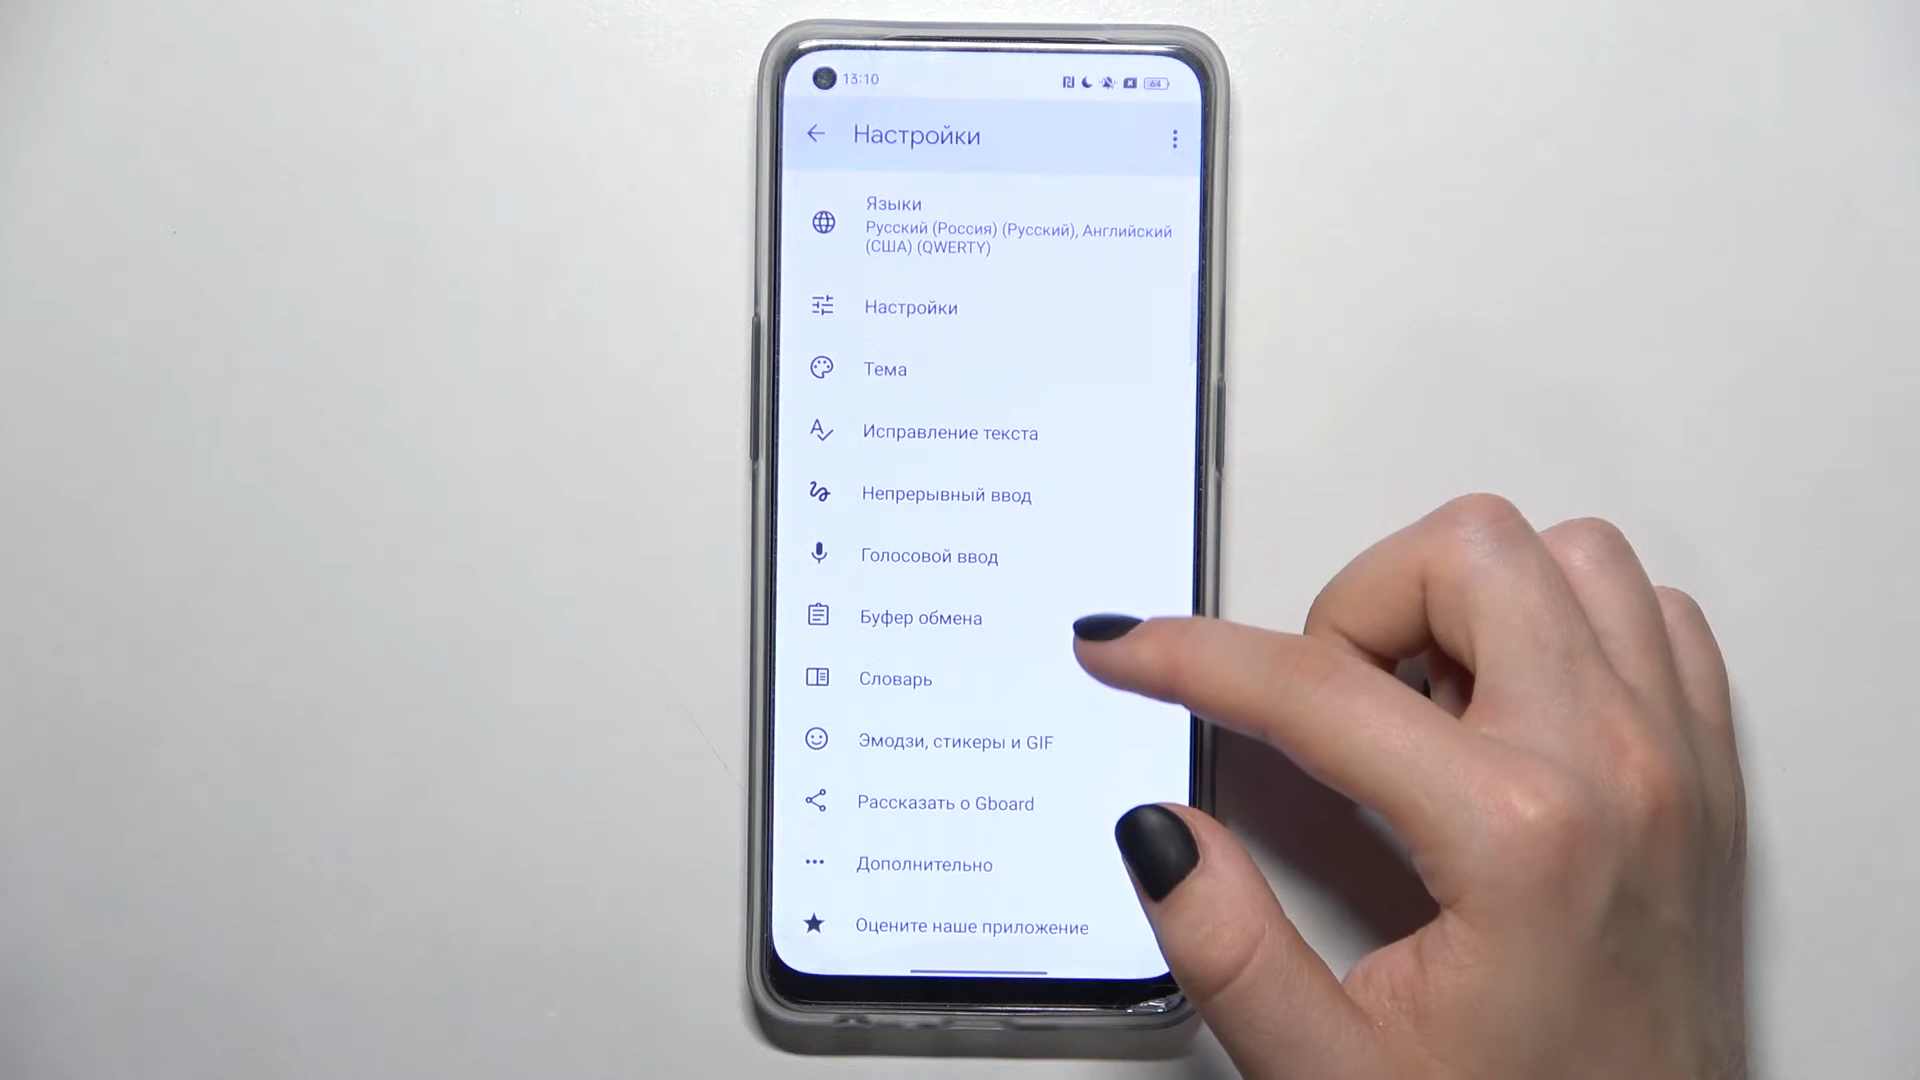 13:10
64
Настройки
Языки
Русский (Россия) (Русский), Английский
(США) (QWERTY)
Настройки
Тема
Исправление текста
Непрерывный ввод
Голосовой ввод
Буфер обмена
Словарь
Эмодзи, стикеры и GIF
Рассказать о Gboard
Дополнительно
Оцените наше приложение